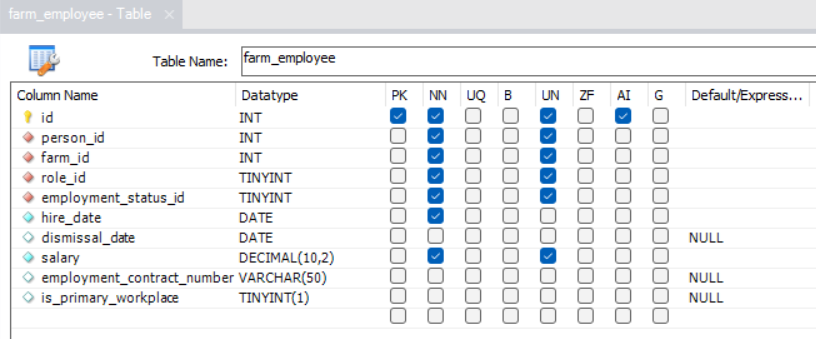 farm_employee - Table ×
Table Name: farm_employee
Column Name Datatype PK NN UQ B UN ZF AI G Default/Express...
id INT
person_id INT
farm_id INT
role_id TINYINT
employment_status_id TINYINT
hire_date DATE
dismissal_date DATE NULL
salary DECIMAL(10,2)
employment_contract_number VARCHAR(50) NULL
is_primary_workplace TINYINT(1) NULL